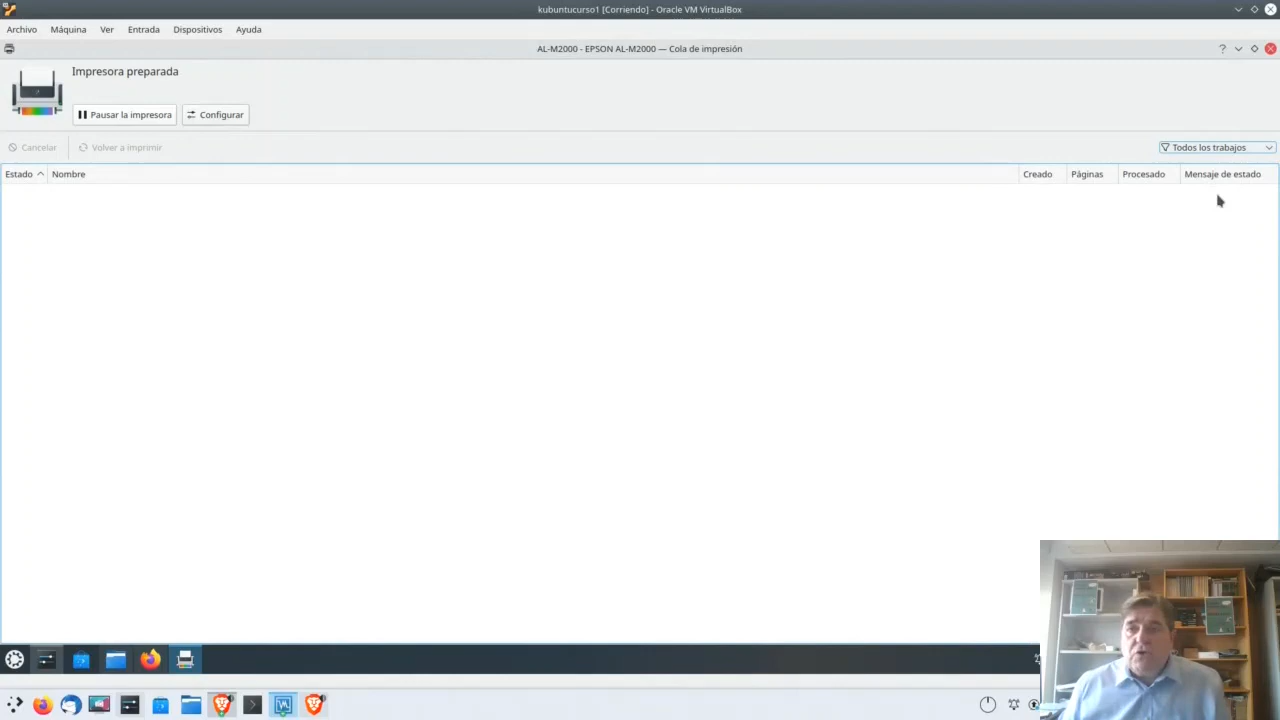 kubuntucurso1 [Corriendo] - Oracle VM VirtualBox
Archivo Máquina Ver Entrada Dispositivos Ayuda
AL-M2000 - EPSON AL-M2000 — Cola de impresión
Impresora preparada
Pausar la impresora Configurar
Cancelar Volver a imprimir Todos los trabajos
Estado Nombre Creado Páginas Procesado Mensaje de estado